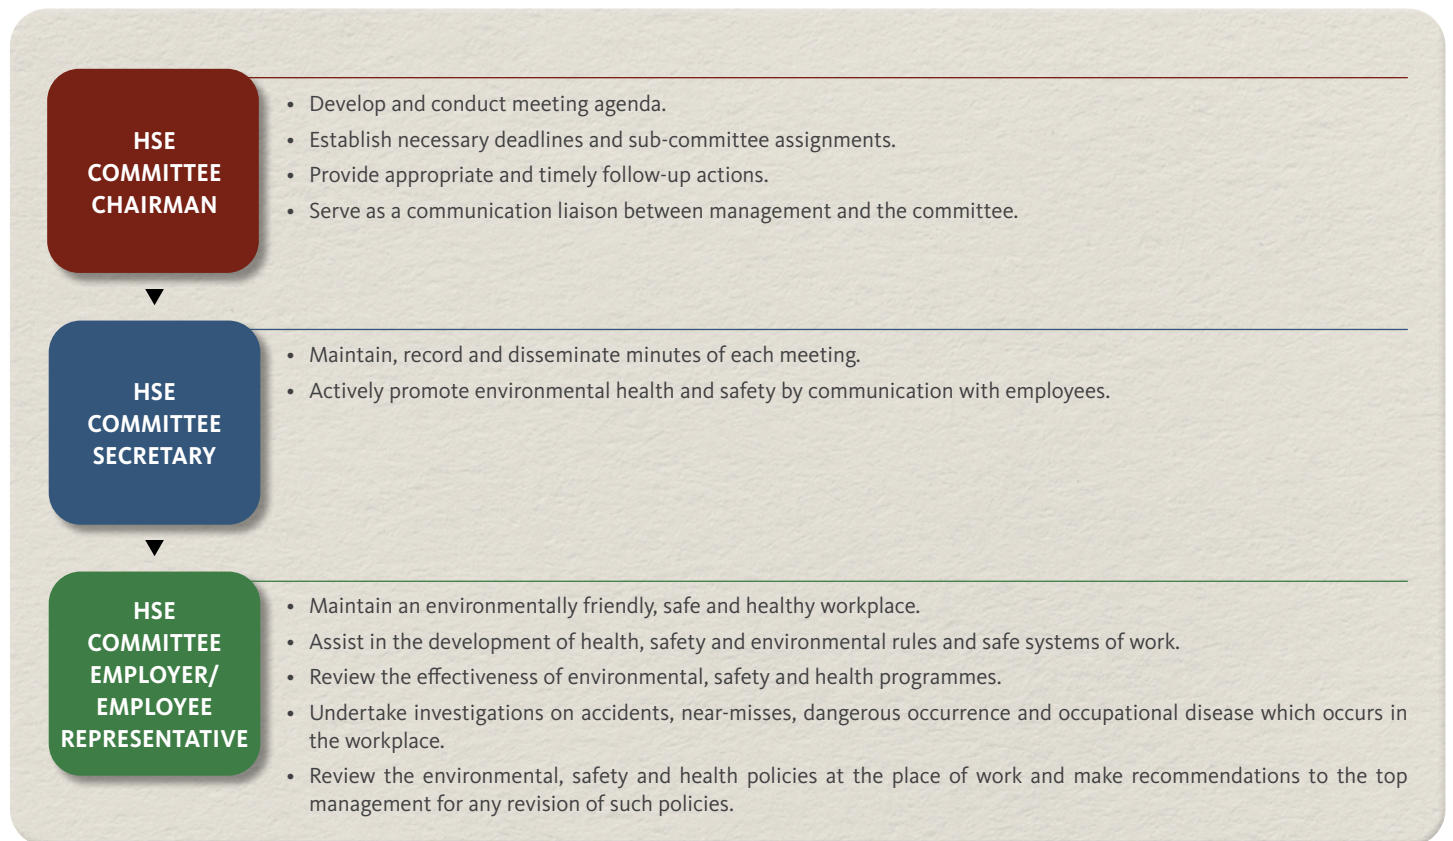 HSE
COMMITTEE
CHAIRMAN
• Develop and conduct meeting agenda.
• Establish necessary deadlines and sub-committee assignments.
• Provide appropriate and timely follow-up actions.
• Serve as a communication liaison between management and the committee.
HSE
COMMITTEE
SECRETARY
• Maintain, record and disseminate minutes of each meeting.
• Actively promote environmental health and safety by communication with employees.
HSE
COMMITTEE
EMPLOYER/
EMPLOYEE
REPRESENTATIVE
• Maintain an environmentally friendly, safe and healthy workplace.
• Assist in the development of health, safety and environmental rules and safe systems of work.
• Review the effectiveness of environmental, safety and health programmes.
• Undertake investigations on accidents, near-misses, dangerous occurrence and occupational disease which occurs in
the workplace.
• Review the environmental, safety and health policies at the place of work and make recommendations to the top
management for any revision of such policies.